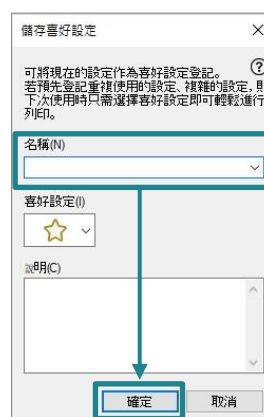 儲存喜好設定
可將現在的設定作為喜好設定登記。
若預先登記重複使用的設定、複雜的設定，則
下次使用時只需選擇喜好設定即可輕鬆進行
列印。
名稱(N)
喜好設定(I)
說明(C)
確定 取消